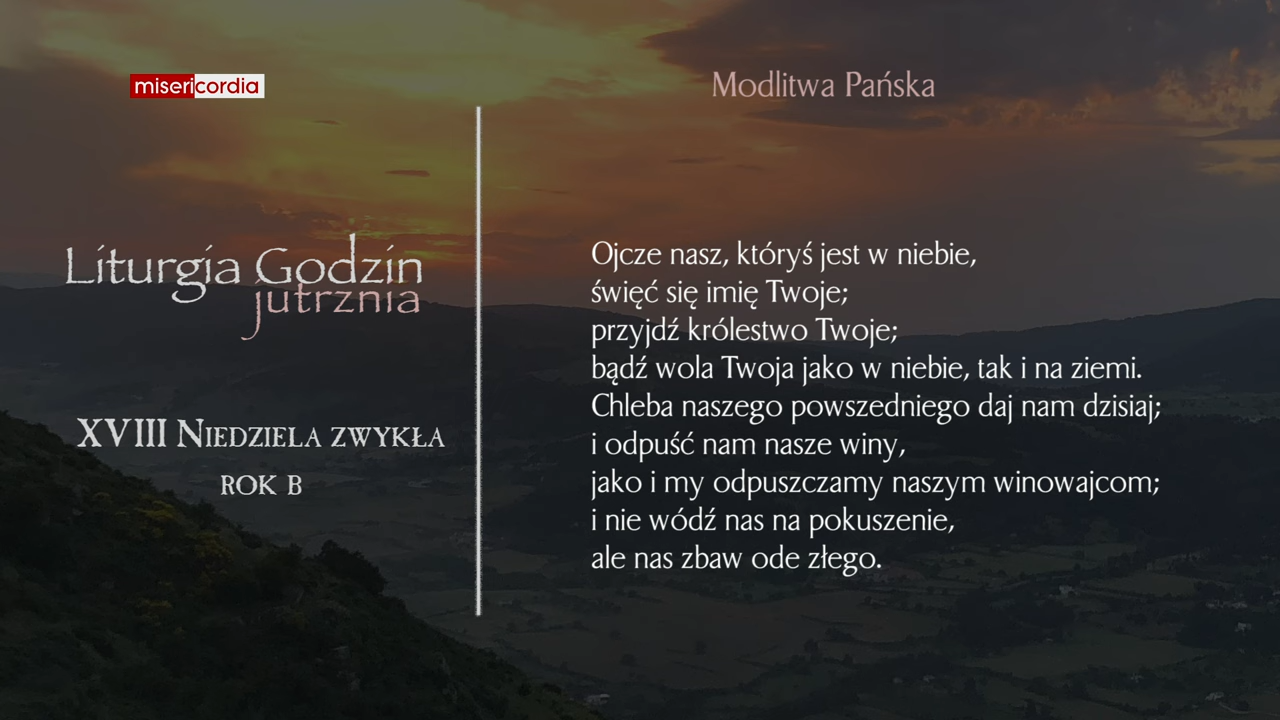 misericordia
Liturgia Godzin
jutrznia
XVIII Niedziela zwykła
rok B
Modlitwa Pańska
Ojcze nasz, któryś jest w niebie,
święć się imię Twoje;
przyjdź królestwo Twoje;
bądź wola Twoja jako w niebie, tak i na ziemi.
Chleba naszego powszedniego daj nam dzisiaj;
i odpuść nam nasze winy,
jako i my odpuszczamy naszym winowajcom;
i nie wódź nas na pokuszenie,
ale nas zbaw ode złego.